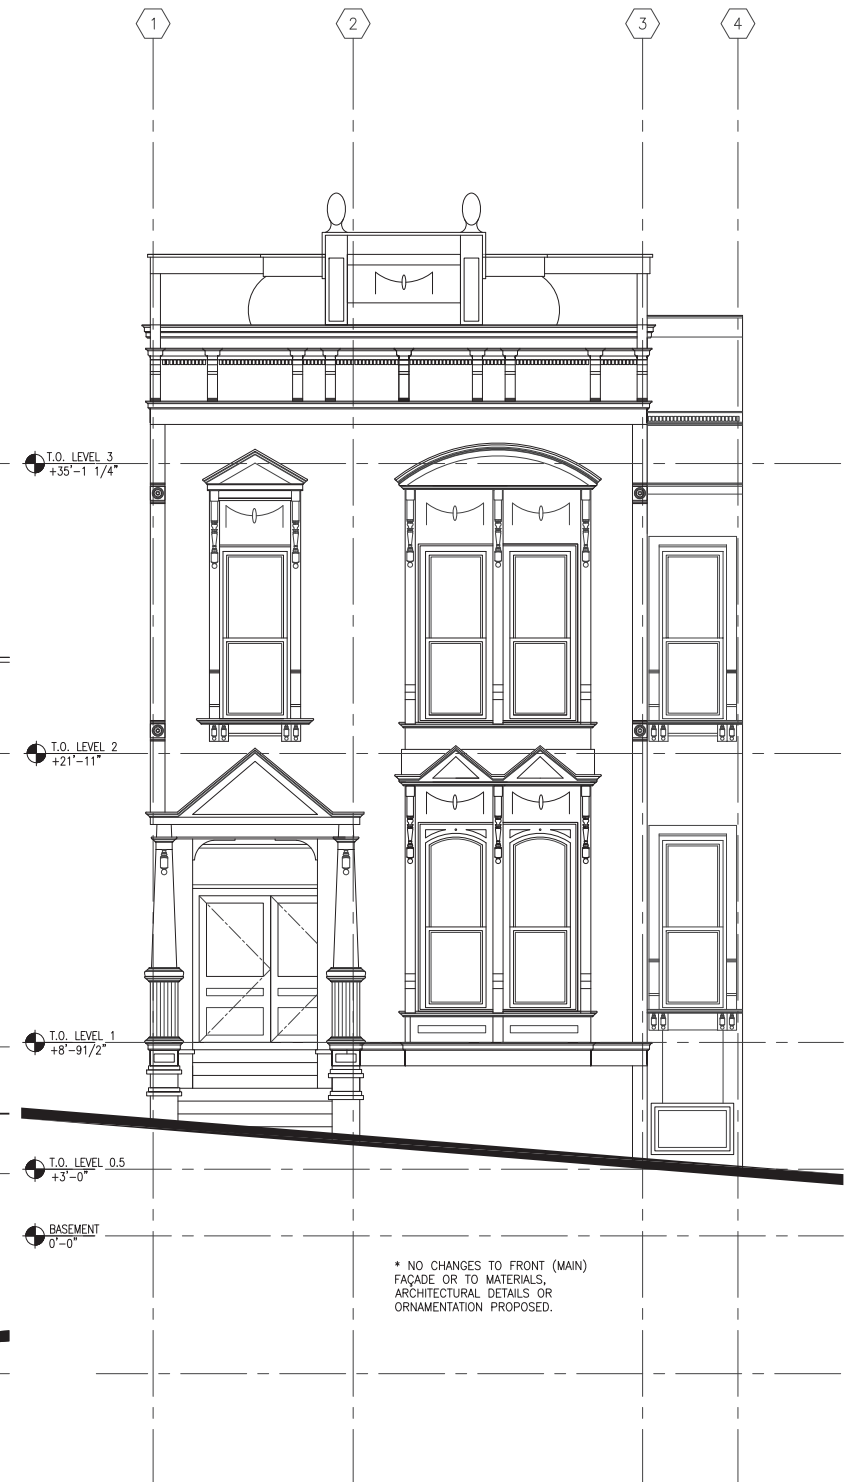 1
2
3
4
T.O. LEVEL 3
+35'-1 1/4"
T.O. LEVEL 2
+21'-11"
T.O. LEVEL 1
+8'-91/2"
T.O. LEVEL 0.5
+3'-0"
BASEMENT
0'-0"
* NO CHANGES TO FRONT (MAIN)
FAÇADE OR TO MATERIALS,
ARCHITECTURAL DETAILS OR
ORNAMENTATION PROPOSED.